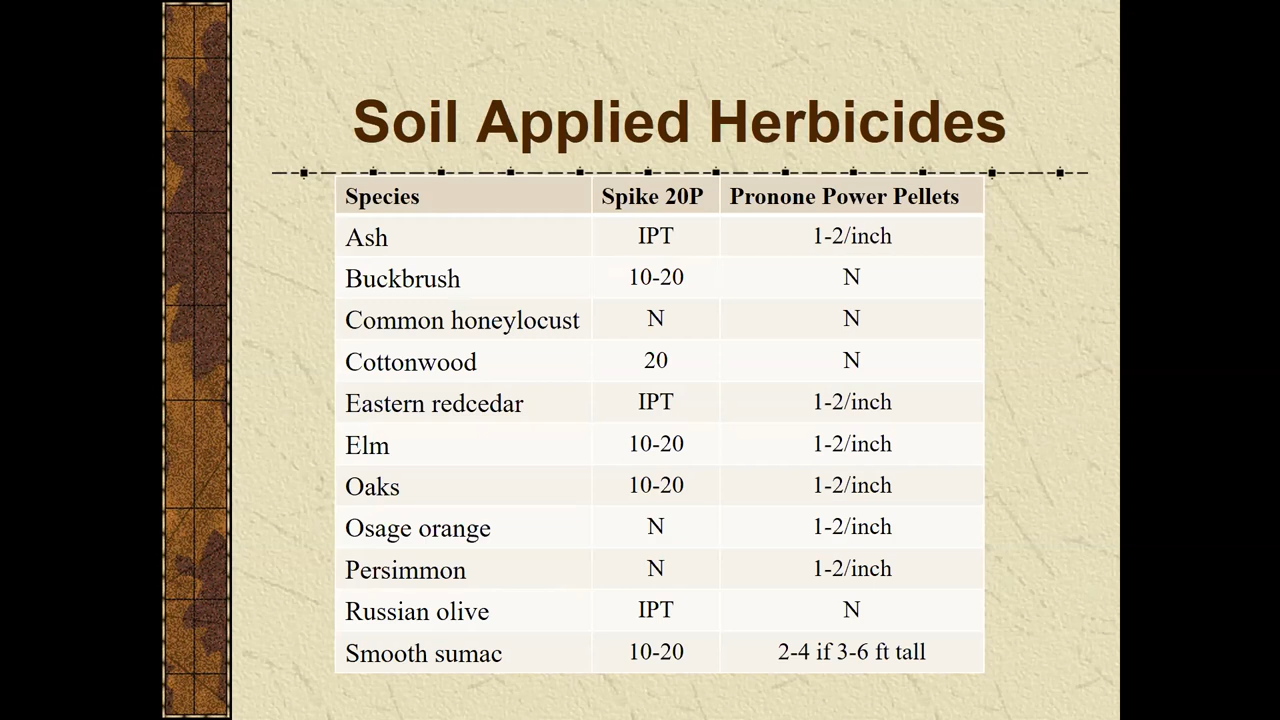 Soil Applied Herbicides
Species Spike 20P Pronone Power Pellets
Ash IPT 1-2/inch
Buckbrush 10-20 N
Common honeylocust N N
Cottonwood 20 N
Eastern redcedar IPT 1-2/inch
Elm 10-20 1-2/inch
Oaks 10-20 1-2/inch
Osage orange N 1-2/inch
Persimmon N 1-2/inch
Russian olive IPT N
Smooth sumac 10-20 2-4 if 3-6 ft tall